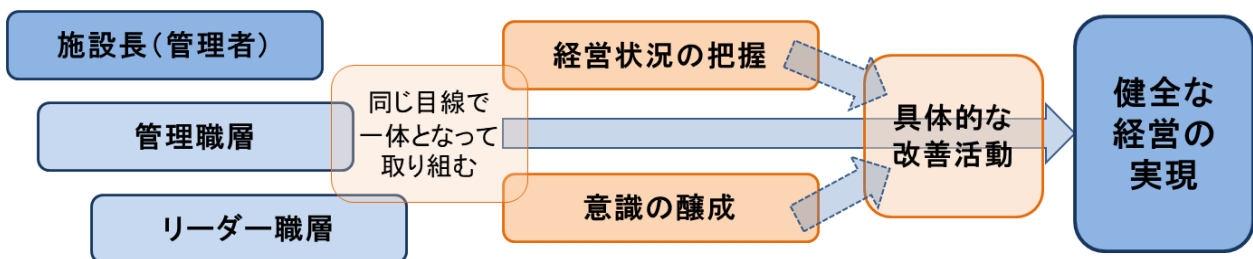 施設長(管理者)
管理職層
リーダー職層
同じ目線で
一体となって
取り組む
経営状況の把握
意識の醸成
具体的な
改善活動
健全な
経営の
実現